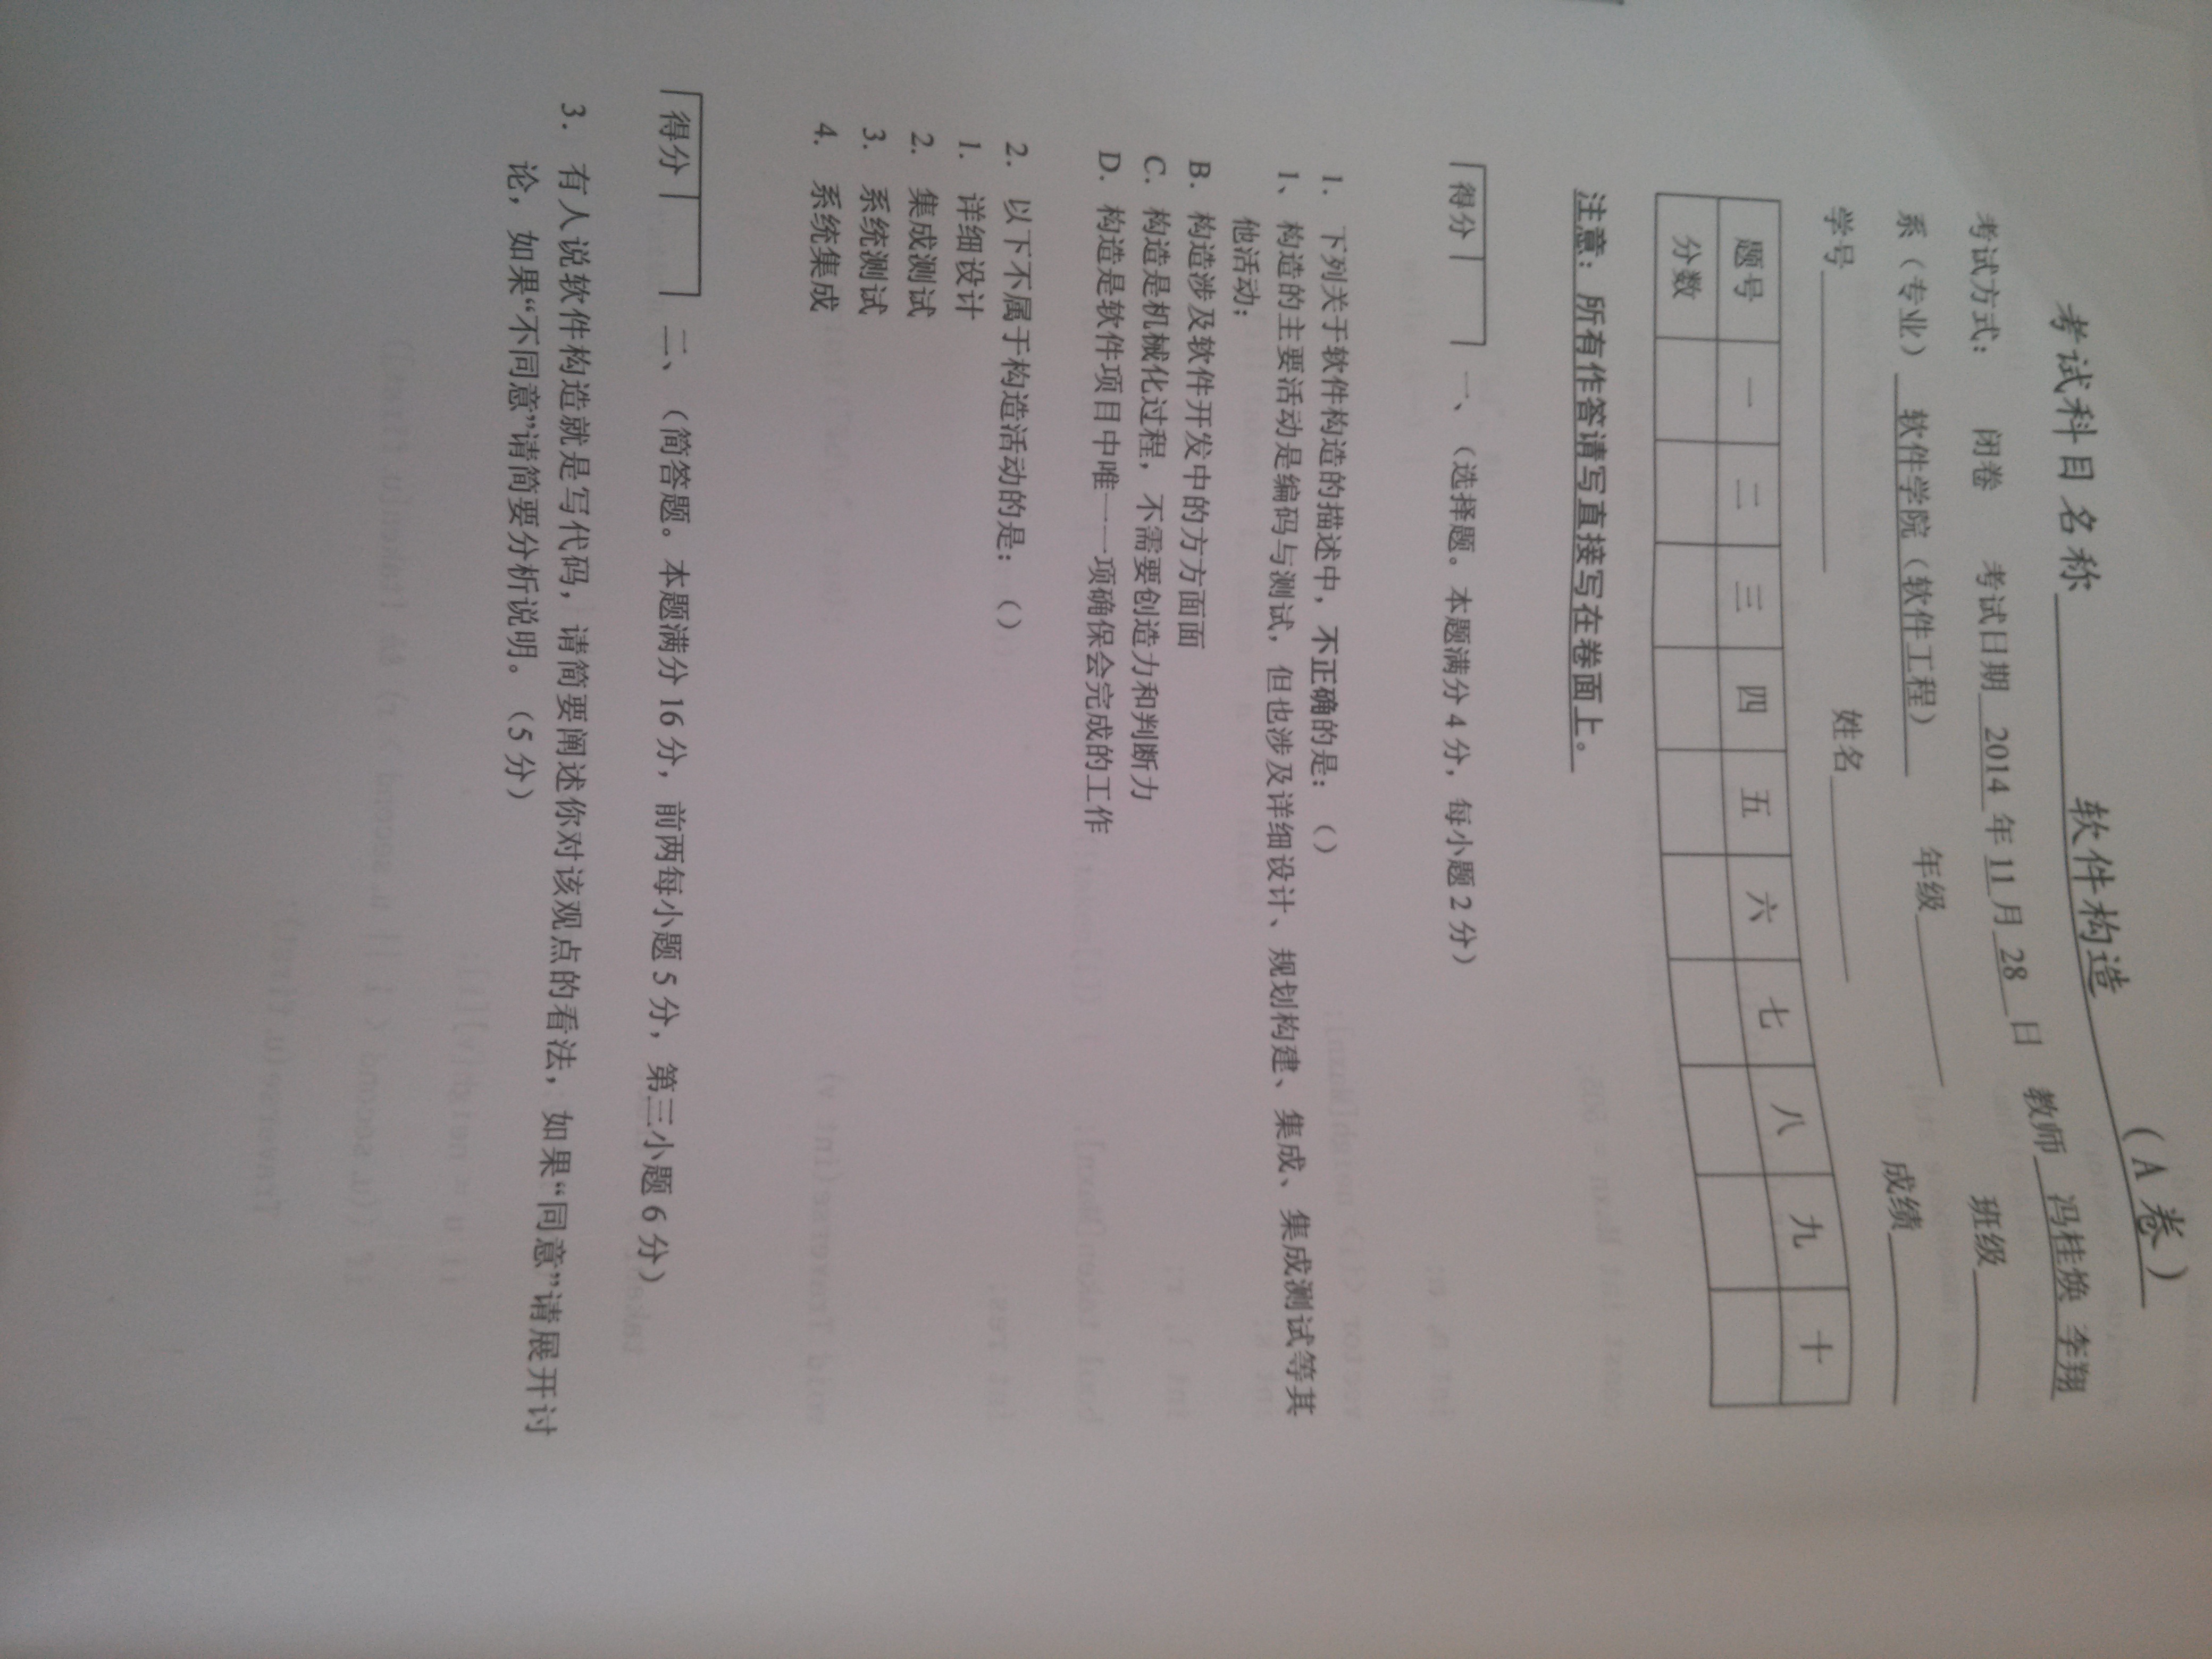 考试科目名称 软件构造 (A卷)
考试方式： 闭卷 考试日期 2014 年 11 月 28 日 教师 冯桂焕 李翔
系（专业） 软件学院（软件工程） 年级 班级
学号 姓名 成绩
题号 一 二 三 四 五 六 七 八 九 十
分数
注意：所有作答请写直接写在卷面上。
得分 一、（选择题。本题满分 4 分，每小题 2 分）
1. 下列关于软件构造的描述中，不正确的是：（）
1、构造的主要活动是编码与测试，但也涉及详细设计、规划构建、集成、集成测试等其
他活动；
B. 构造涉及软件开发中的方方面面
C. 构造是机械化过程，不需要创造力和判断力
D. 构造是软件项目中唯一一项确保会完成的工作
2. 以下不属于构造活动的是：（）
1. 详细设计
2. 集成测试
3. 系统测试
4. 系统集成
得分 二、（简答题。本题满分 16 分，前两每小题 5 分，第三小题 6 分）
3. 有人说软件构造就是写代码，请简要阐述你对该观点的看法，如果“同意”请展开讨
论，如果“不同意”请简要分析说明。（5 分）